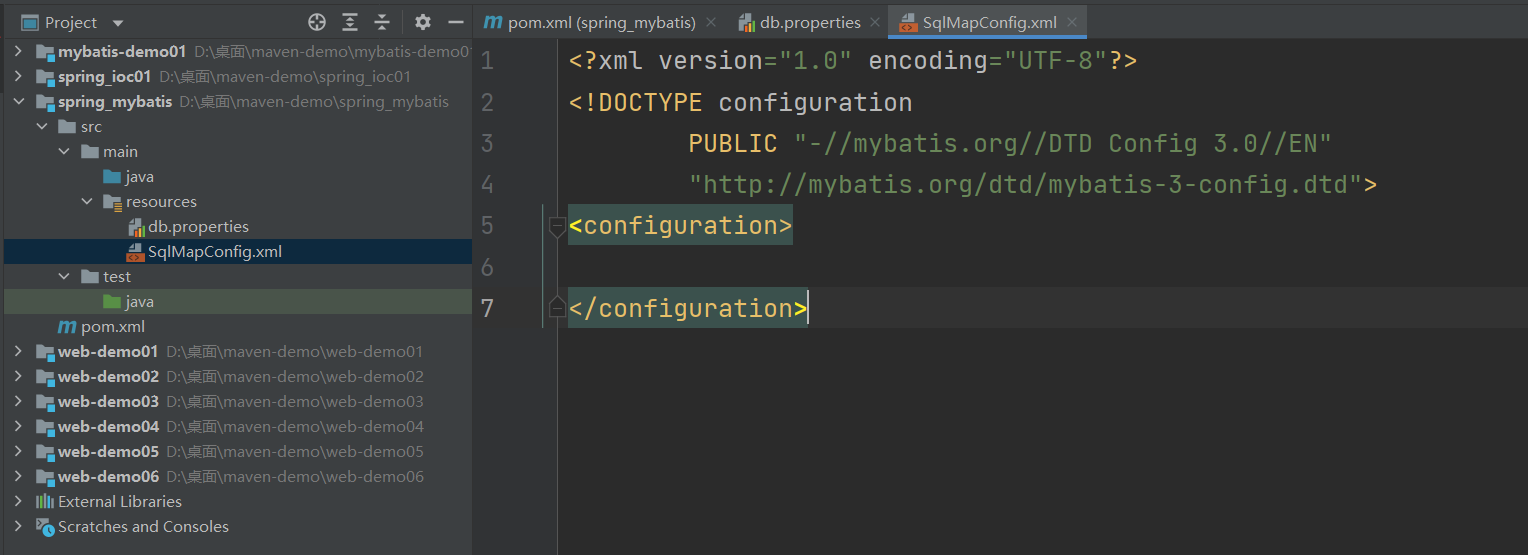 Project
mybatis-demo01 D:\桌面\maven-demo\mybatis-demo01
spring_ioc01 D:\桌面\maven-demo\spring_ioc01
spring_mybatis D:\桌面\maven-demo\spring_mybatis
src
main
java
resources
db.properties
SqlMapConfig.xml
test
java
pom.xml
web-demo01 D:\桌面\maven-demo\web-demo01
web-demo02 D:\桌面\maven-demo\web-demo02
web-demo03 D:\桌面\maven-demo\web-demo03
web-demo04 D:\桌面\maven-demo\web-demo04
web-demo05 D:\桌面\maven-demo\web-demo05
web-demo06 D:\桌面\maven-demo\web-demo06
External Libraries
Scratches and Consoles
pom.xml (spring_mybatis) db.properties SqlMapConfig.xml
1 <?xml version="1.0" encoding="UTF-8"?>
2 <!DOCTYPE configuration
3 PUBLIC "-//mybatis.org//DTD Config 3.0//EN"
4 "http://mybatis.org/dtd/mybatis-3-config.dtd">
5 <configuration>
6
7 </configuration>